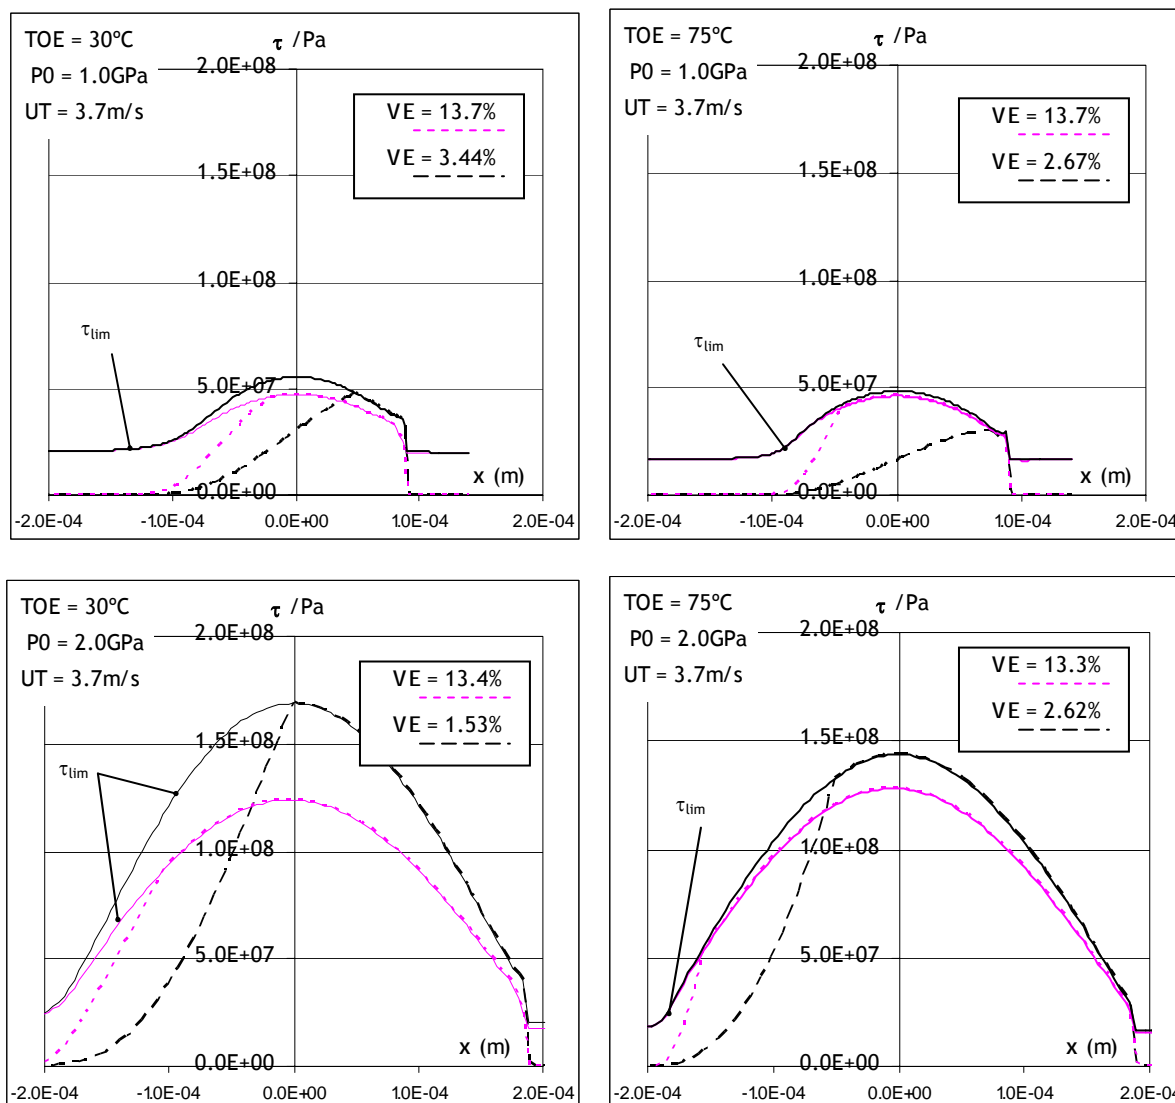 TOE = 30ºC
τ /Pa
P0 = 1.0GPa
UT = 3.7m/s
2.0E+08
1.5E+08
1.0E+08
5.0E+07
0.0E+00
VE = 13.7%
VE = 3.44%
τlim
x (m)
-2.0E-04 -1.0E-04 0.0E+00 1.0E-04 2.0E-04
TOE = 75ºC
τ /Pa
P0 = 1.0GPa
UT = 3.7m/s
2.0E+08
1.5E+08
1.0E+08
5.0E+07
0.0E+00
VE = 13.7%
VE = 2.67%
τlim
x (m)
-2.0E-04 -1.0E-04 0.0E+00 1.0E-04 2.0E-04
TOE = 30ºC
τ /Pa
P0 = 2.0GPa
UT = 3.7m/s
2.0E+08
1.5E+08
1.0E+08
5.0E+07
0.0E+00
VE = 13.4%
VE = 1.53%
τlim
x (m)
-2.0E-04 -1.0E-04 0.0E+00 1.0E-04 2.0E-04
TOE = 75ºC
τ /Pa
P0 = 2.0GPa
UT = 3.7m/s
2.0E+08
1.5E+08
1.0E+08
5.0E+07
0.0E+00
VE = 13.3%
VE = 2.62%
τlim
x (m)
-2.0E-04 -1.0E-04 0.0E+00 1.0E-04 2.0E-04